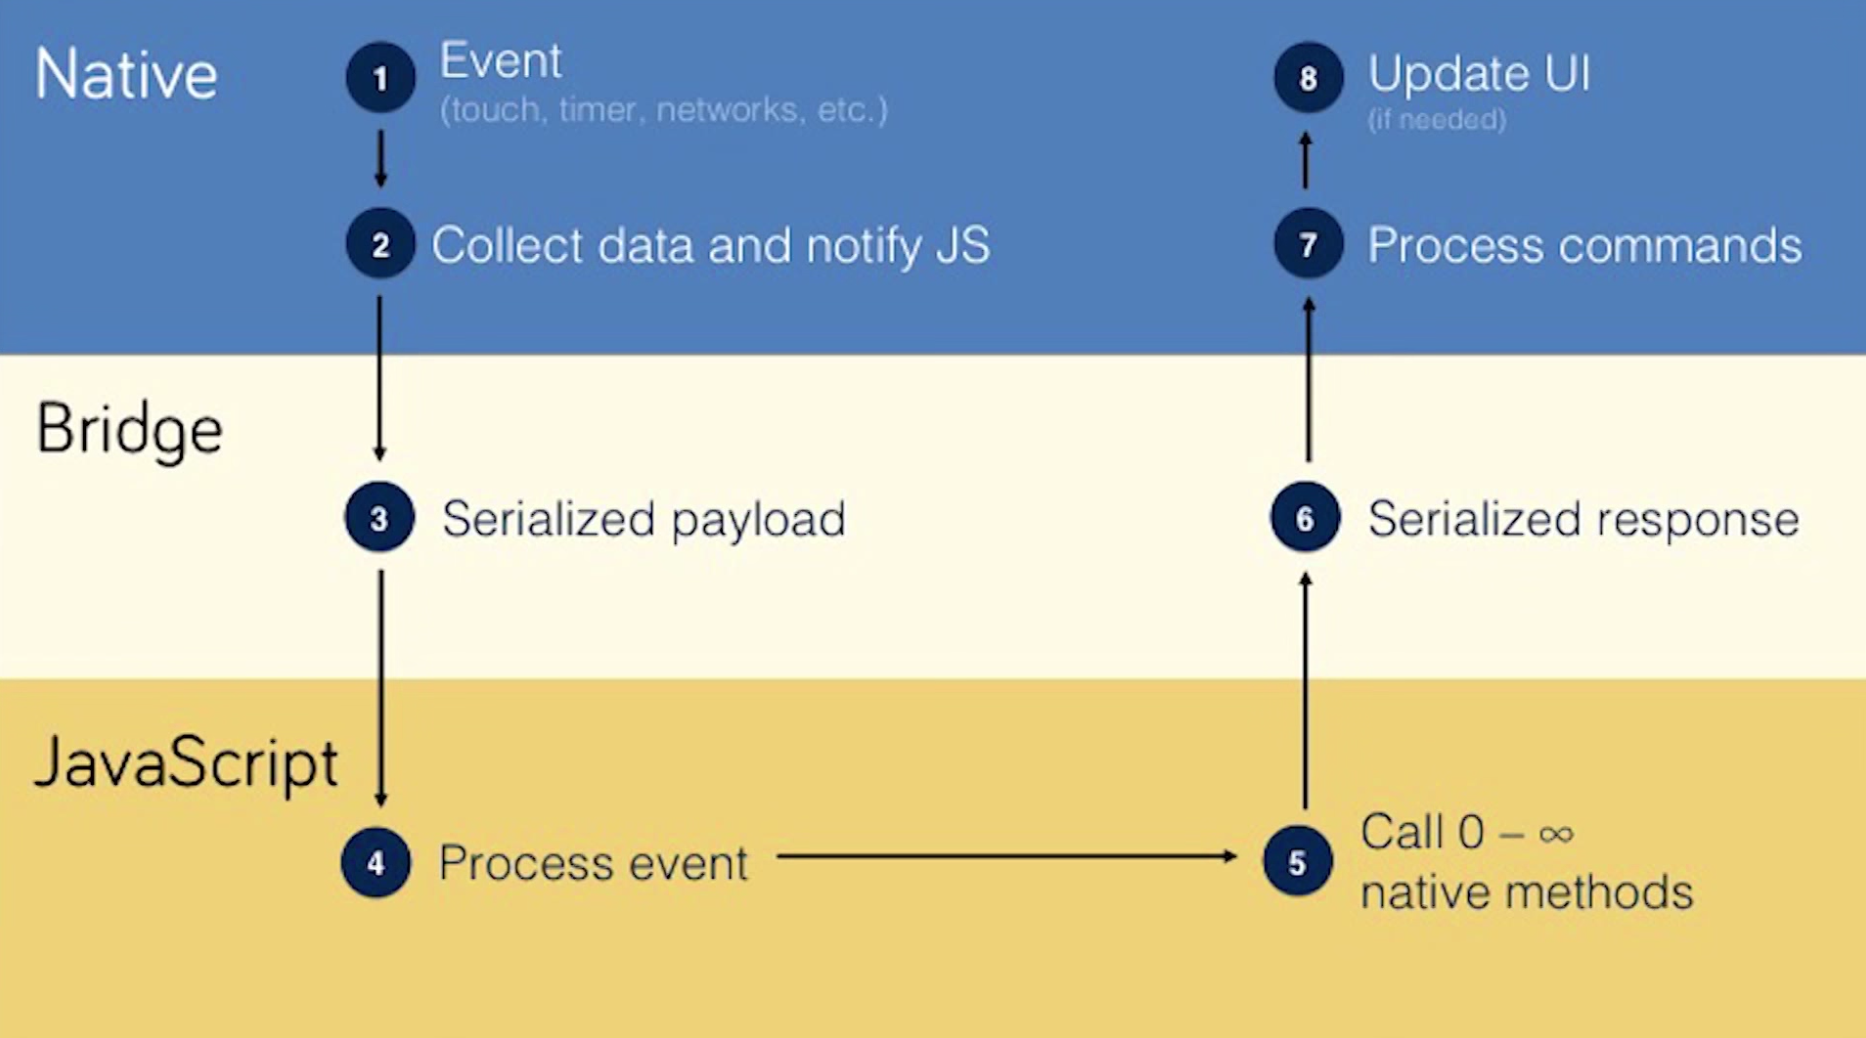 Native
1
Event
(touch, timer, networks, etc.)
2
Collect data and notify JS
8
Update UI
(if needed)
7
Process commands
Bridge
3
Serialized payload
6
Serialized response
JavaScript
4
Process event
5
Call 0 – ∞
native methods